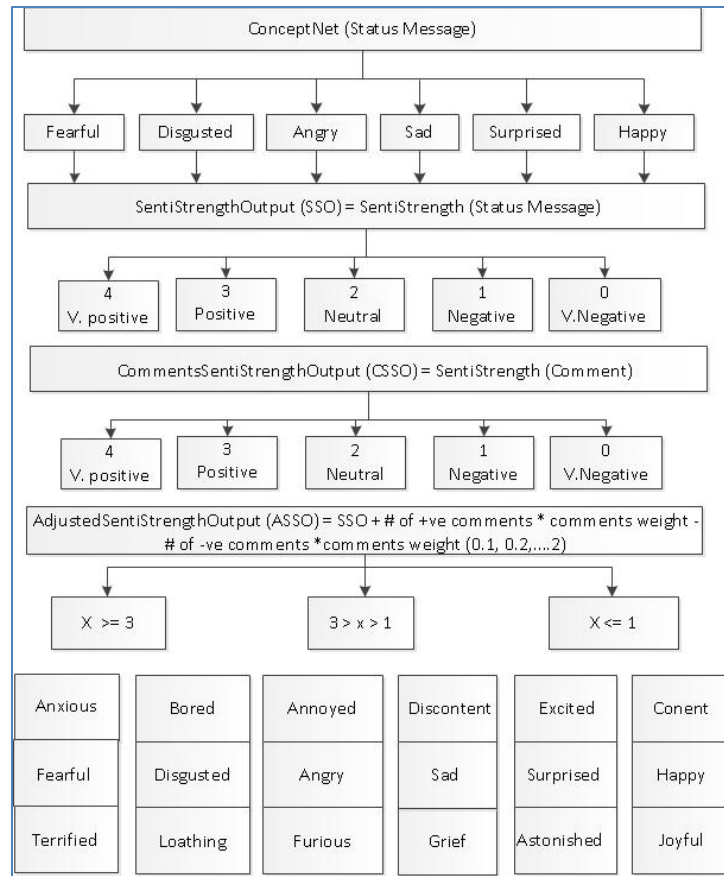 ConceptNet (Status Message)
Fearful
Disgusted
Angry
Sad
Surprised
Happy
SentiStrengthOutput (SSO) = SentiStrength (Status Message)
4
V. positive
3
Positive
2
Neutral
1
Negative
0
V.Negative
CommentsSentiStrengthOutput (CSSO) = SentiStrength (Comment)
4
V. positive
3
Positive
2
Neutral
1
Negative
0
V.Negative
AdjustedSentiStrengthOutput (ASSO) = SSO + # of +ve comments * comments weight -
# of -ve comments *comments weight (0.1, 0.2,....2)
X >= 3
3 > x > 1
X <= 1
Anxious
Bored
Annoyed
Discontent
Excited
Conent
Fearful
Disgusted
Angry
Sad
Surprised
Happy
Terrified
Loathing
Furious
Grief
Astonished
Joyful